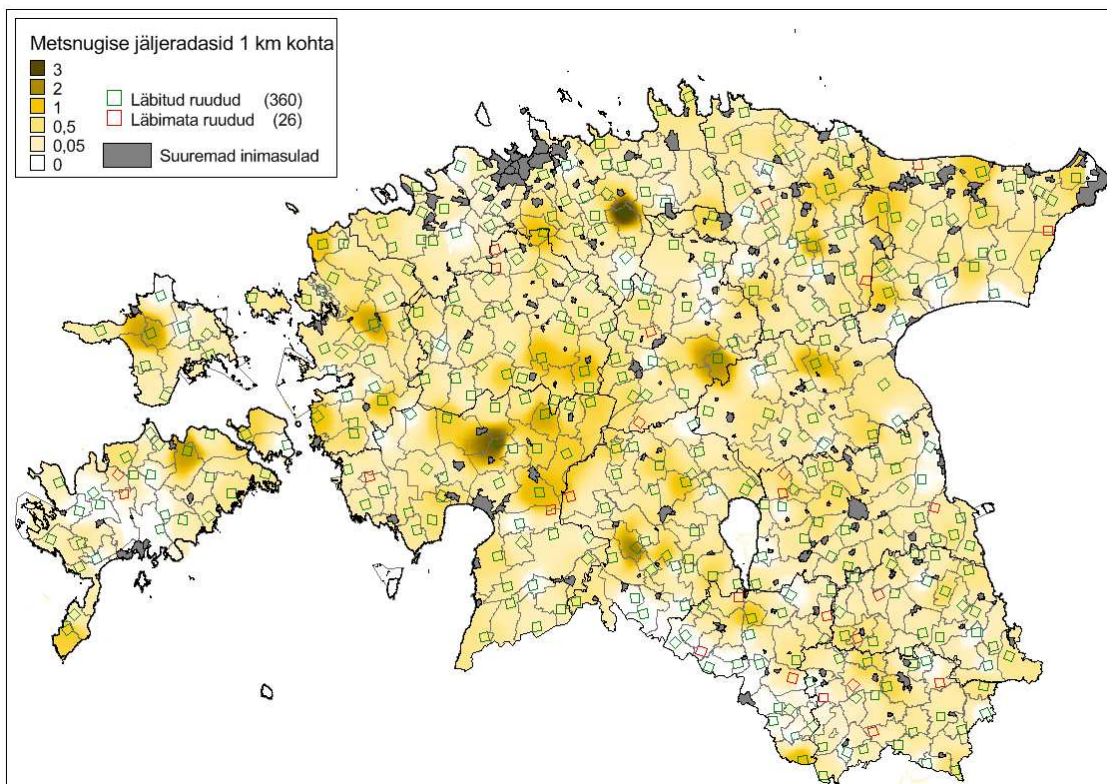 Metsnugise jäljeradasid 1 km kohta
3
2
1
0,5
0,05
0
Läbitud ruudud (360)
Läbimata ruudud (26)
Suuremad inimasulad